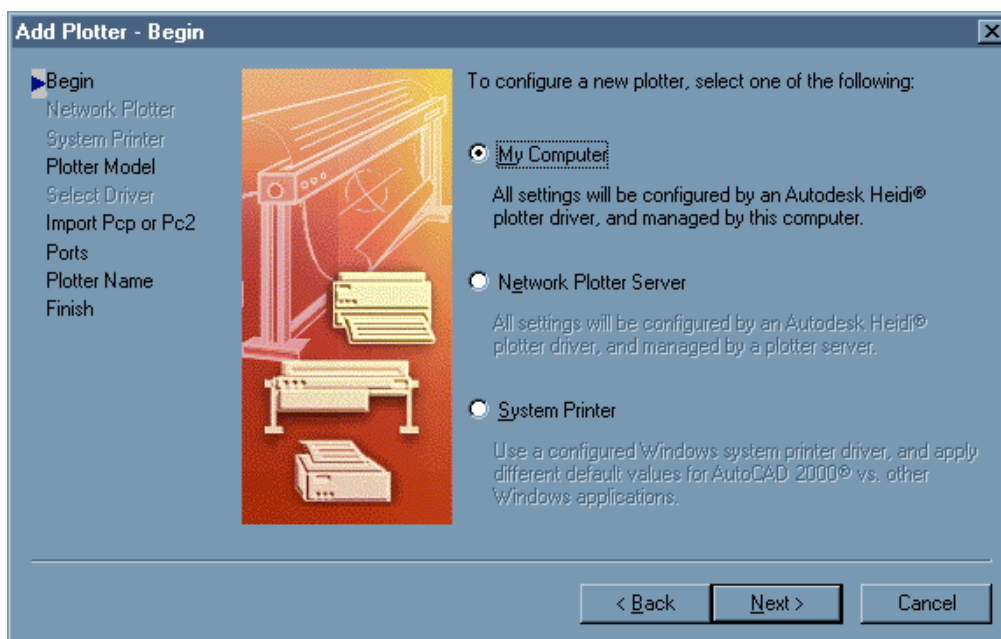 Add Plotter - Begin
Begin
Network Plotter
System Printer
Plotter Model
Select Driver
Import Pcp or Pc2
Ports
Plotter Name
Finish
To configure a new plotter, select one of the following:
My Computer
All settings will be configured by an Autodesk Heidi®
plotter driver, and managed by this computer.
Network Plotter Server
All settings will be configured by an Autodesk Heidi®
plotter driver, and managed by a plotter server.
System Printer
Use a configured Windows system printer driver, and apply
different default values for AutoCAD 2000® vs. other
Windows applications.
< Back
Next >
Cancel